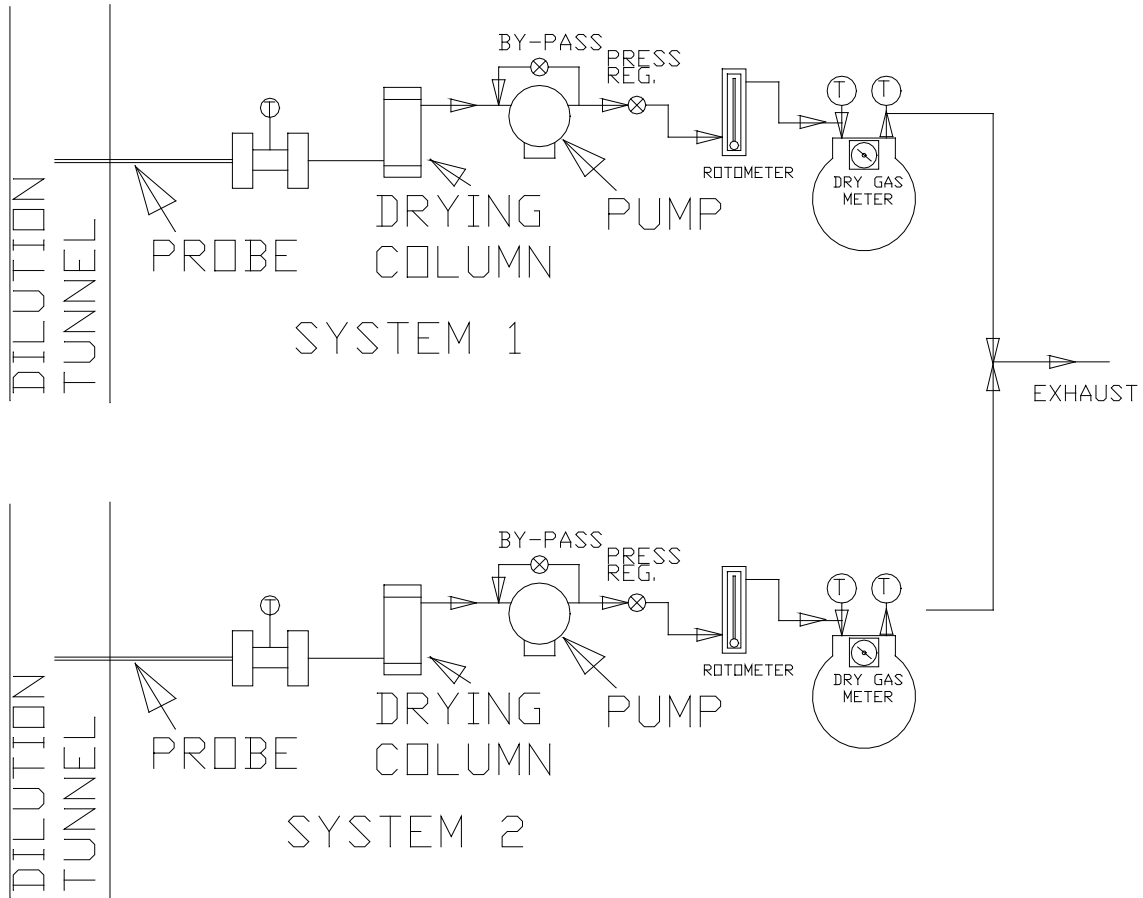 BY-PASS
PRESS
REG.
T
T
T
ROTOMETER
DRY GAS
METER
PROBE
DRYING
COLUMN
PUMP
DILUTION
TUNNEL
SYSTEM 1
EXHAUST
BY-PASS
PRESS
REG.
T
T
T
ROTOMETER
DRY GAS
METER
PROBE
DRYING
COLUMN
PUMP
DILUTION
TUNNEL
SYSTEM 2